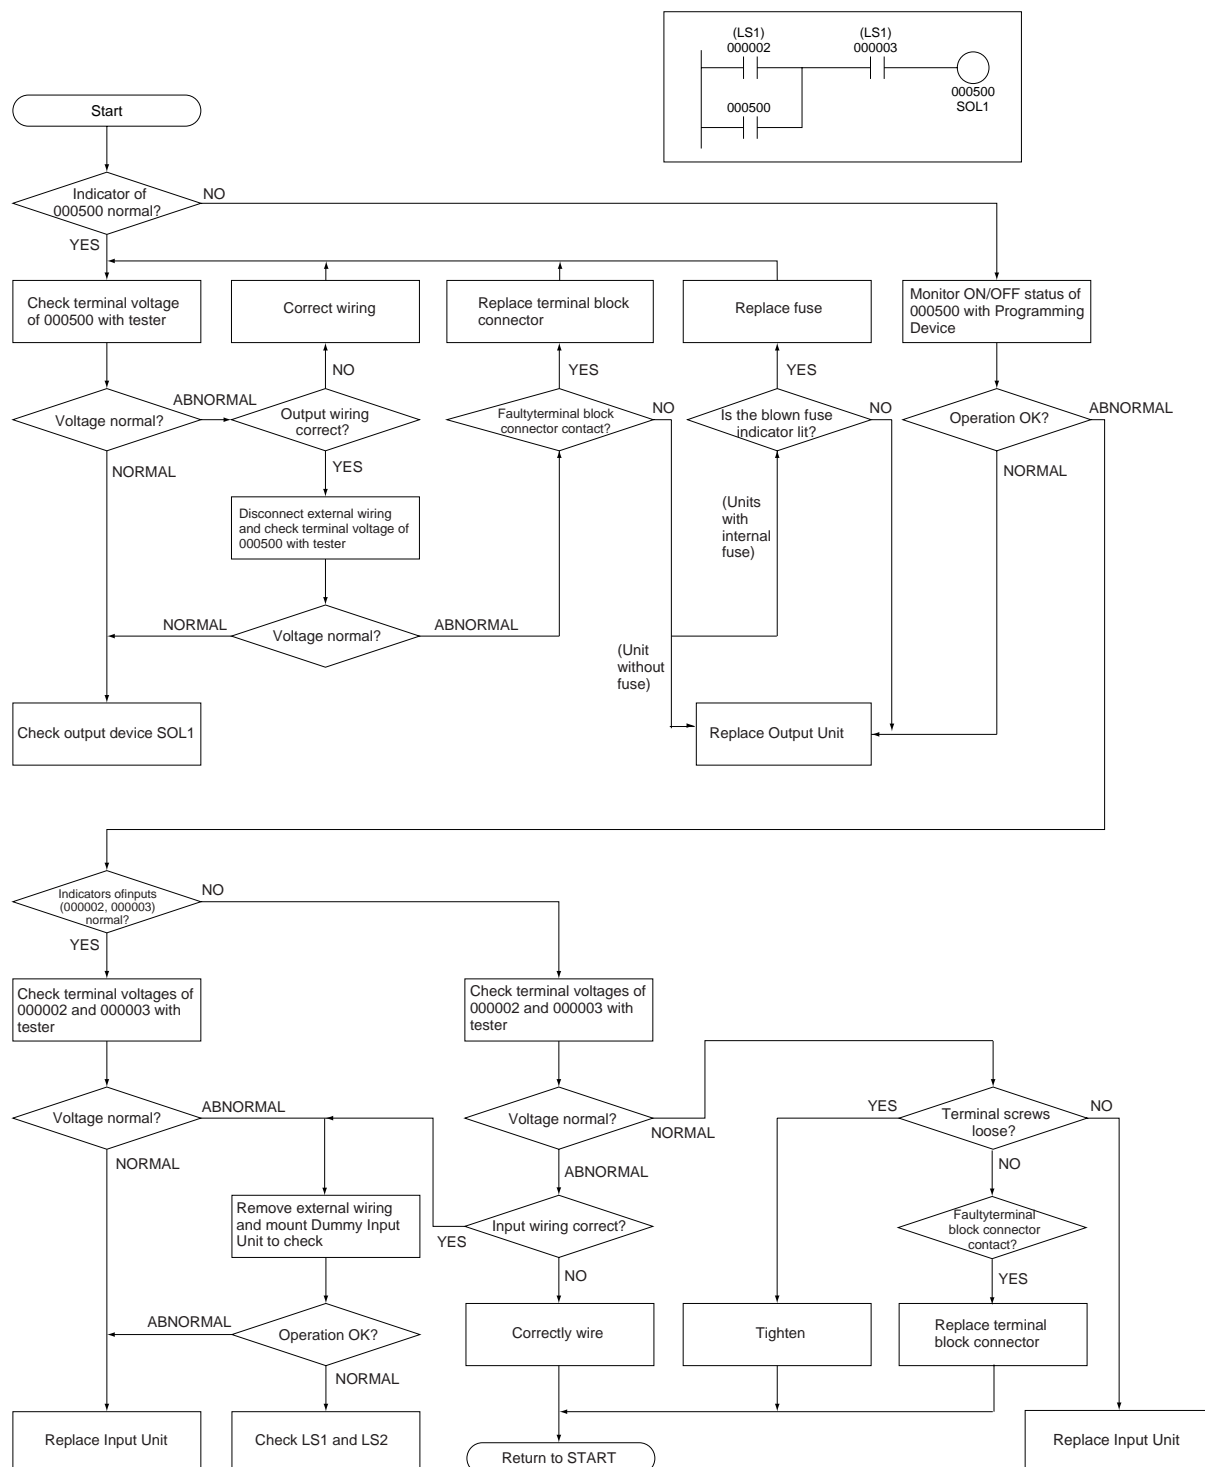 (LS1)
000002
(LS1)
000003
000500
000500
SOL1
Start
Indicator of
000500 normal?
NO
YES
Check terminal voltage
of 000500 with tester
Correct wiring
Replace terminal block
connector
Replace fuse
Monitor ON/OFF status of
000500 with Programming
Device
NO
YES
YES
Voltage normal?
ABNORMAL
Output wiring
correct?
Faultyterminal block
connector contact?
NO
Is the blown fuse
indicator lit?
NO
Operation OK?
ABNORMAL
NORMAL
YES
NORMAL
Disconnect external wiring
and check terminal voltage of
000500 with tester
(Units
with
internal
fuse)
NORMAL
Voltage normal?
ABNORMAL
(Unit
without
fuse)
Check output device SOL1
Replace Output Unit
Indicators ofinputs
(000002, 000003)
normal?
NO
YES
Check terminal voltages of
000002 and 000003 with
tester
Check terminal voltages of
000002 and 000003 with
tester
Voltage normal?
ABNORMAL
Voltage normal?
NORMAL
YES
Terminal screws
loose?
NO
NORMAL
ABNORMAL
NO
Remove external wiring
and mount Dummy Input
Unit to check
YES
Input wiring correct?
Faultyterminal
block connector
contact?
NO
YES
ABNORMAL
Operation OK?
Correctly wire
Tighten
Replace terminal
block connector
NORMAL
Replace Input Unit
Check LS1 and LS2
Return to START
Replace Input Unit